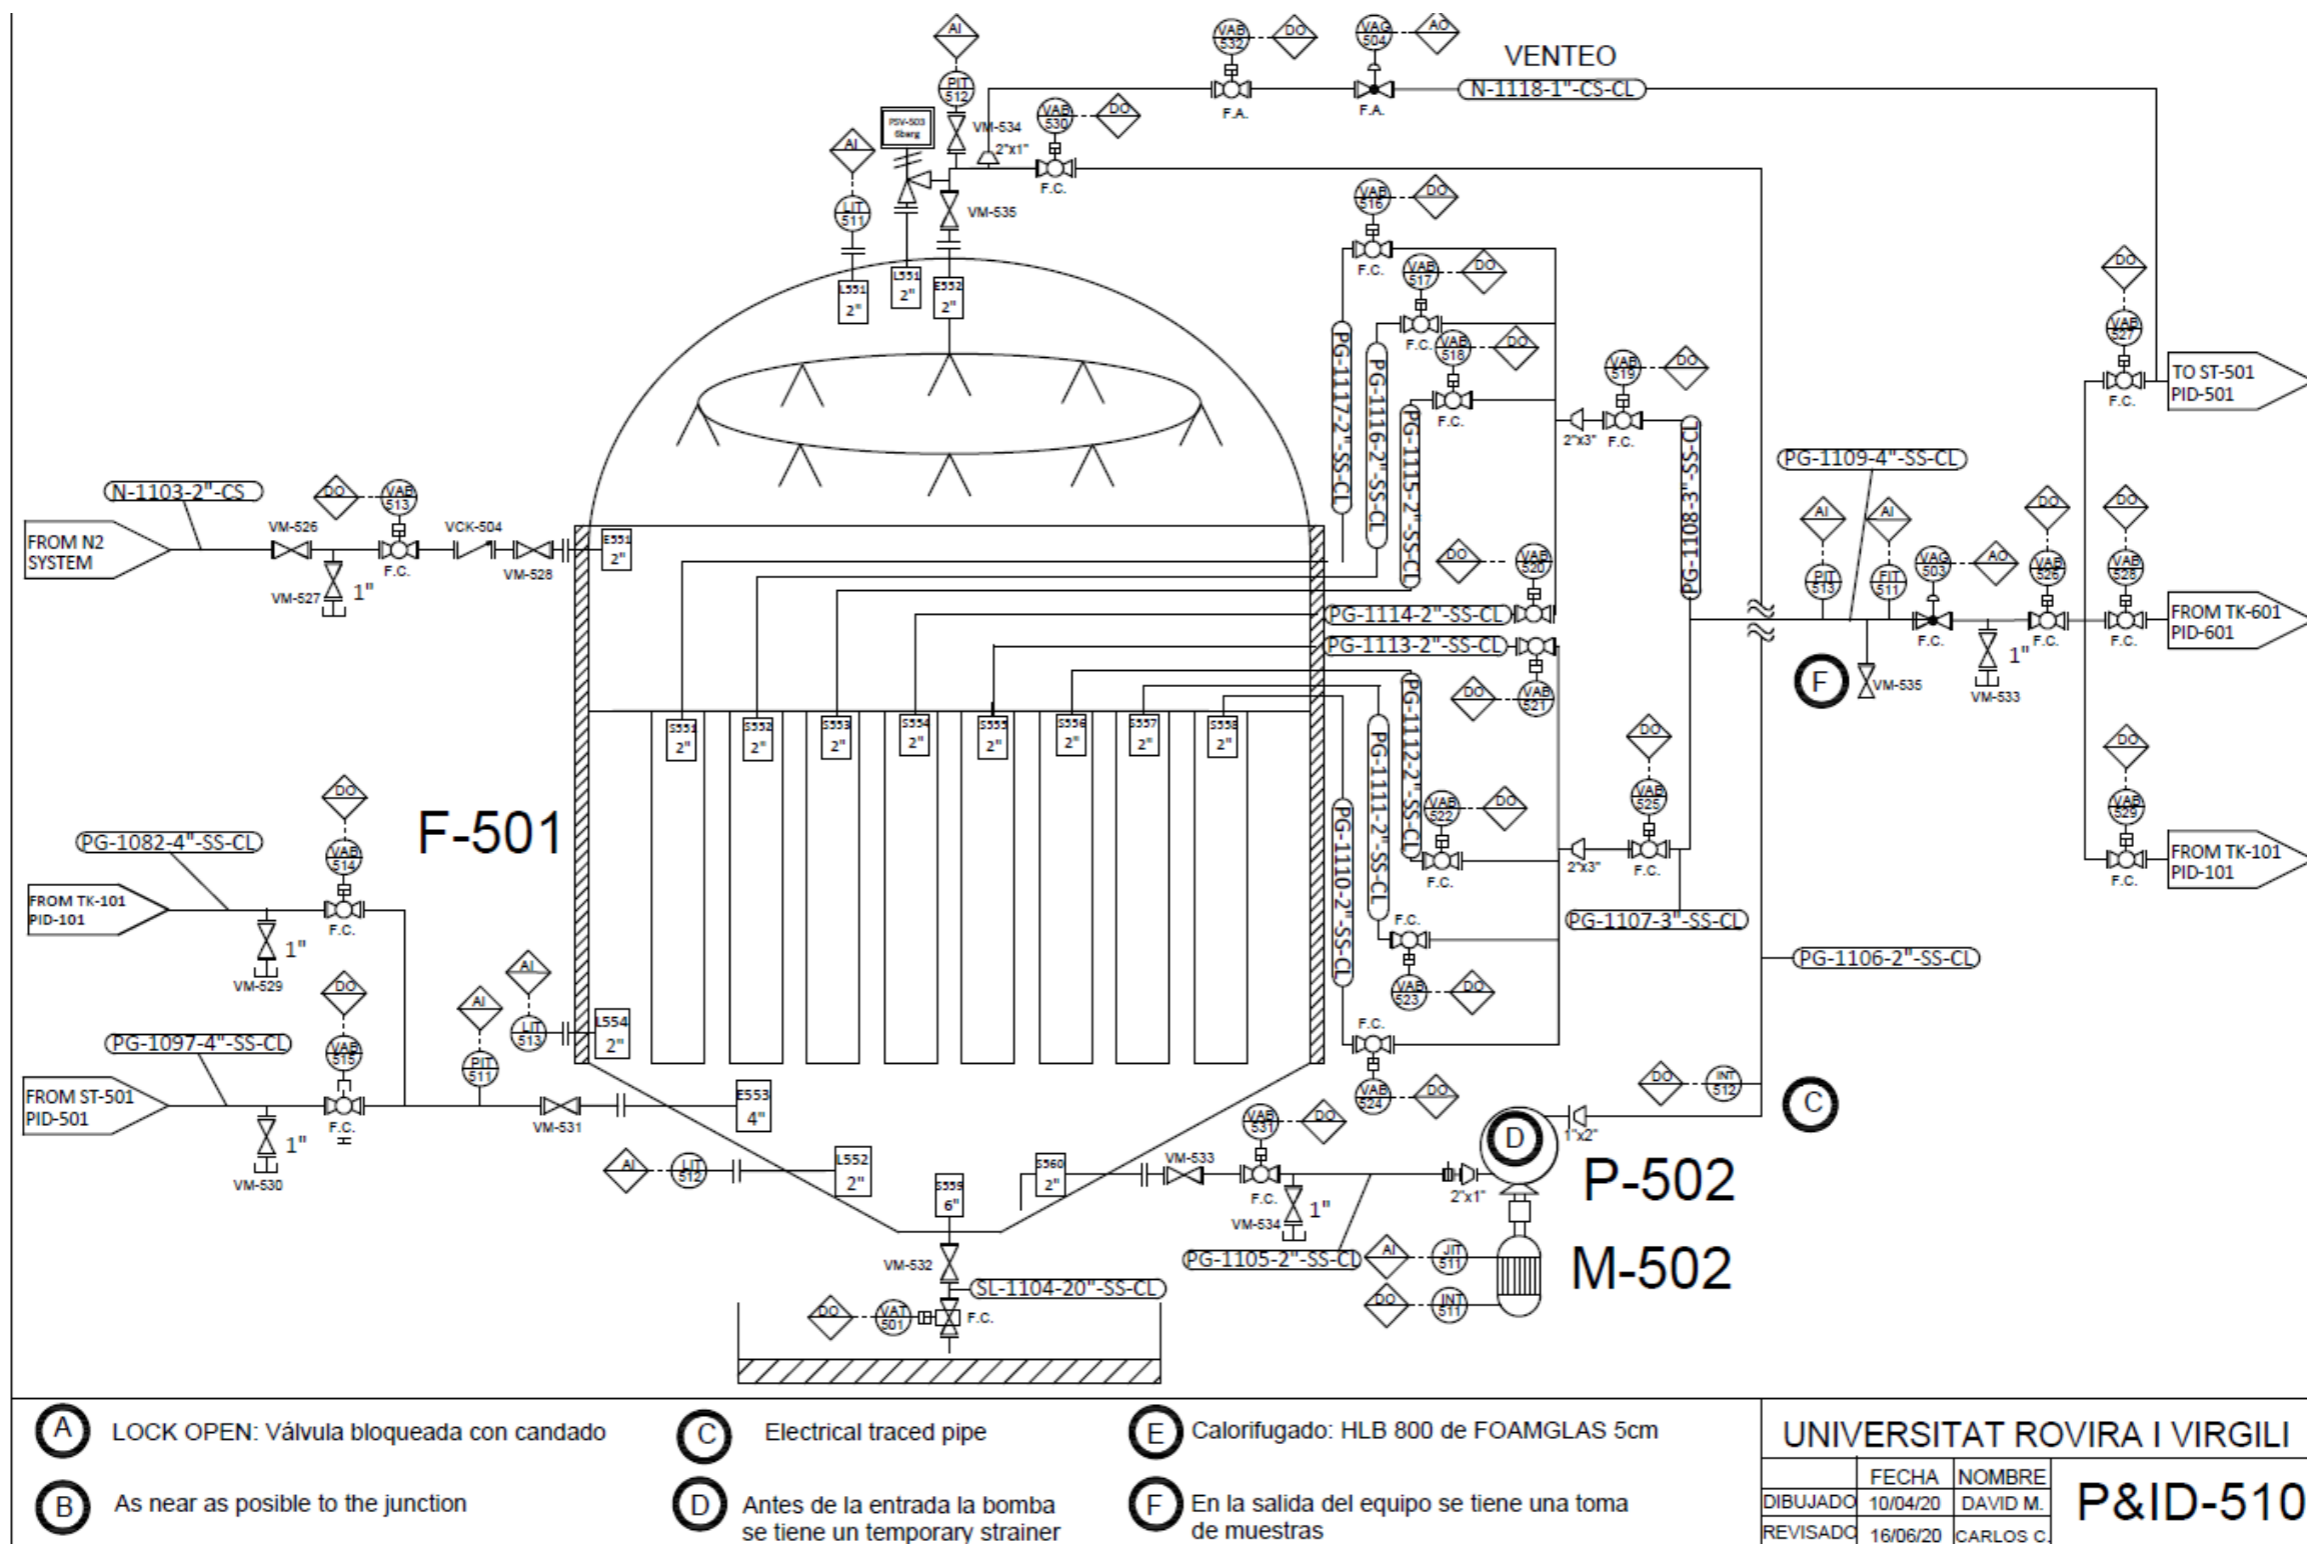 AI
VAB
532
DO
VAG
504
AO
VENTEO
N-1118-1"-CS-CL
F.A.
F.A.
PIT
512
PSV-503
6barg
VM-534
VAB
530
DO
2"x1"
F.C.
AI
LIT
511
VM-535
L551
2"
L551
2"
E552
2"
VAB
516
DO
F.C.
VAB
517
DO
F.C.
VAB
518
DO
F.C.
VAB
519
DO
2"x3"
F.C.
PG-1117-2"-SS-CL
PG-1116-2"-SS-CL
PG-1115-2"-SS-CL
PG-1108-3"-SS-CL
DO
VAB
527
F.C.
TO ST-501
PID-501
PG-1109-4"-SS-CL
N-1103-2"-CS
DO
VAB
513
VM-526
VCK-504
FROM N2
SYSTEM
F.C.
VM-528
VM-527
1"
E551
2"
DO
VAB
520
PG-1114-2"-SS-CL
PG-1113-2"-SS-CL
DO
VAB
521
AI
PIT
513
AI
FIT
511
VAG
503
AO
F.C.
DO
VAB
526
F.C.
DO
VAB
528
F.C.
FROM TK-601
PID-601
F
VM-535
1"
VM-533
S551
2"
S552
2"
S553
2"
S554
2"
S555
2"
S556
2"
S557
2"
S558
2"
PG-1112-2"-SS-CL
PG-1111-2"-SS-CL
PG-1110-2"-SS-CL
VAB
522
DO
F.C.
DO
VAB
525
2"x3"
F.C.
PG-1107-3"-SS-CL
DO
VAB
529
F.C.
FROM TK-101
PID-101
F-501
PG-1082-4"-SS-CL
DO
VAB
514
FROM TK-101
PID-101
F.C.
1"
VM-529
F.C.
VAB
523
DO
PG-1106-2"-SS-CL
DO
VAB
515
PG-1097-4"-SS-CL
AI
LIT
513
L554
2"
AI
PIT
511
FROM ST-501
PID-501
F.C.
1"
VM-530
VM-531
E553
4"
F.C.
VAB
524
DO
DO
INT
512
C
AI
LIT
512
L552
2"
S559
6"
S560
2"
VM-533
VAB
531
DO
F.C.
VM-534
1"
2"x1"
D
1"x2"
P-502
PG-1105-2"-SS-CL
AI
JIT
511
M-502
DO
INT
511
VM-532
SL-1104-20"-SS-CL
DO
VAT
501
F.C.
A LOCK OPEN: Válvula bloqueada con candado
B As near as posible to the junction
C Electrical traced pipe
D Antes de la entrada la bomba
se tiene un temporary strainer
E Calorifugado: HLB 800 de FOAMGLAS 5cm
F En la salida del equipo se tiene una toma
de muestras
UNIVERSITAT ROVIRA I VIRGILI
FECHA NOMBRE
DIBUJADO 10/04/20 DAVID M.
REVISADO 16/06/20 CARLOS C.
P&ID-510